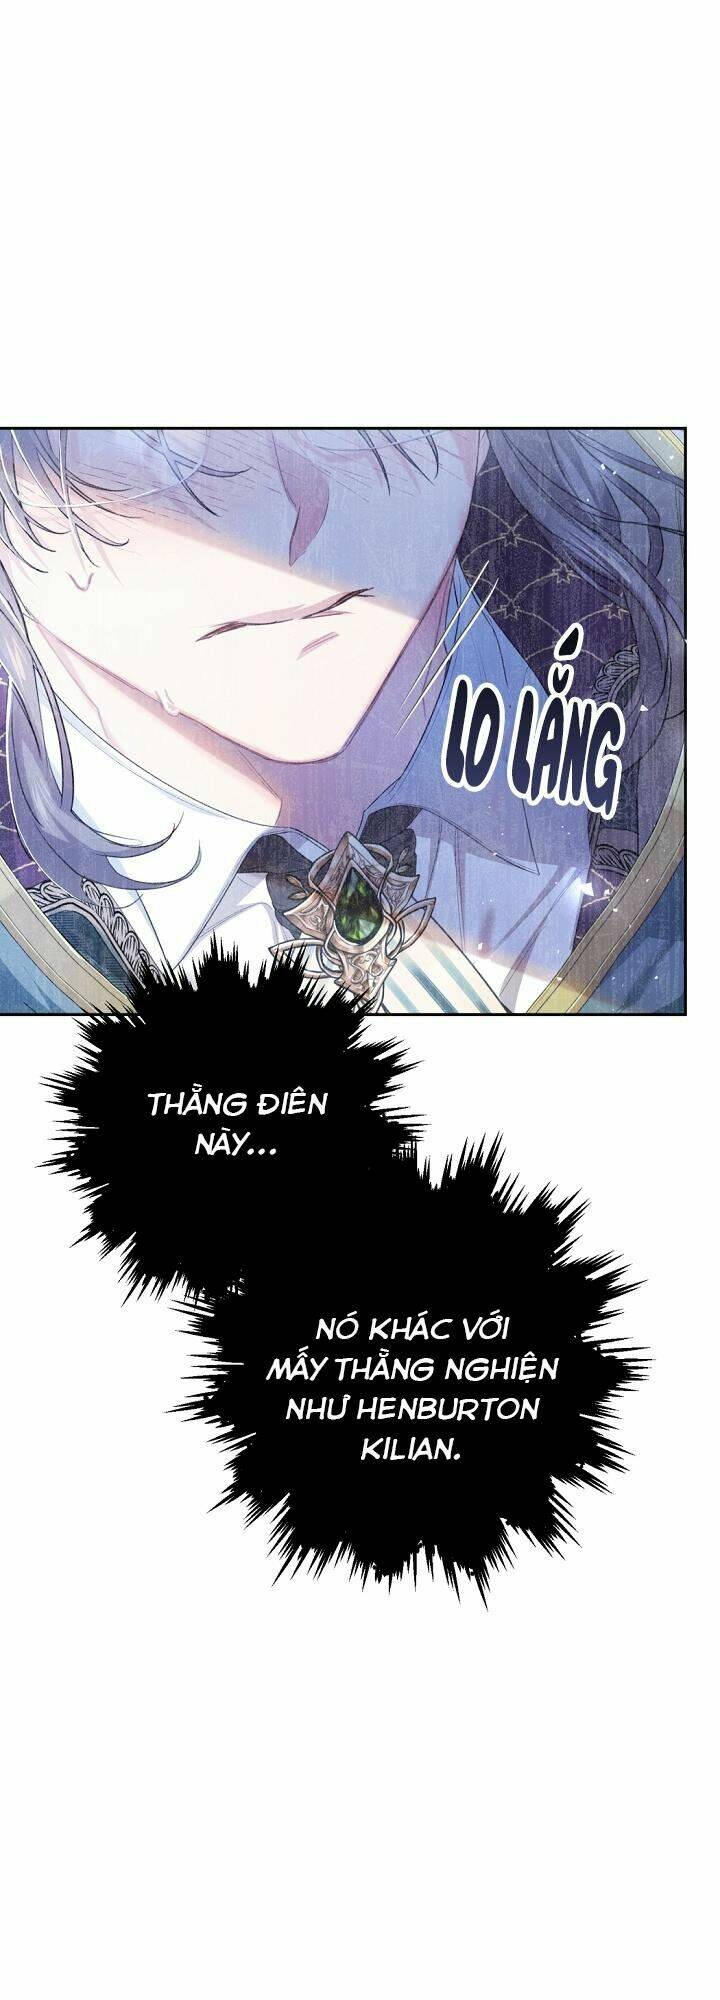 LO LẮNG
THẰNG ĐIÊN
NÀY...
NÓ KHÁC VỚI
MẤY THẰNG NGHIỆN
NHƯ HENBURTON
KILIAN.